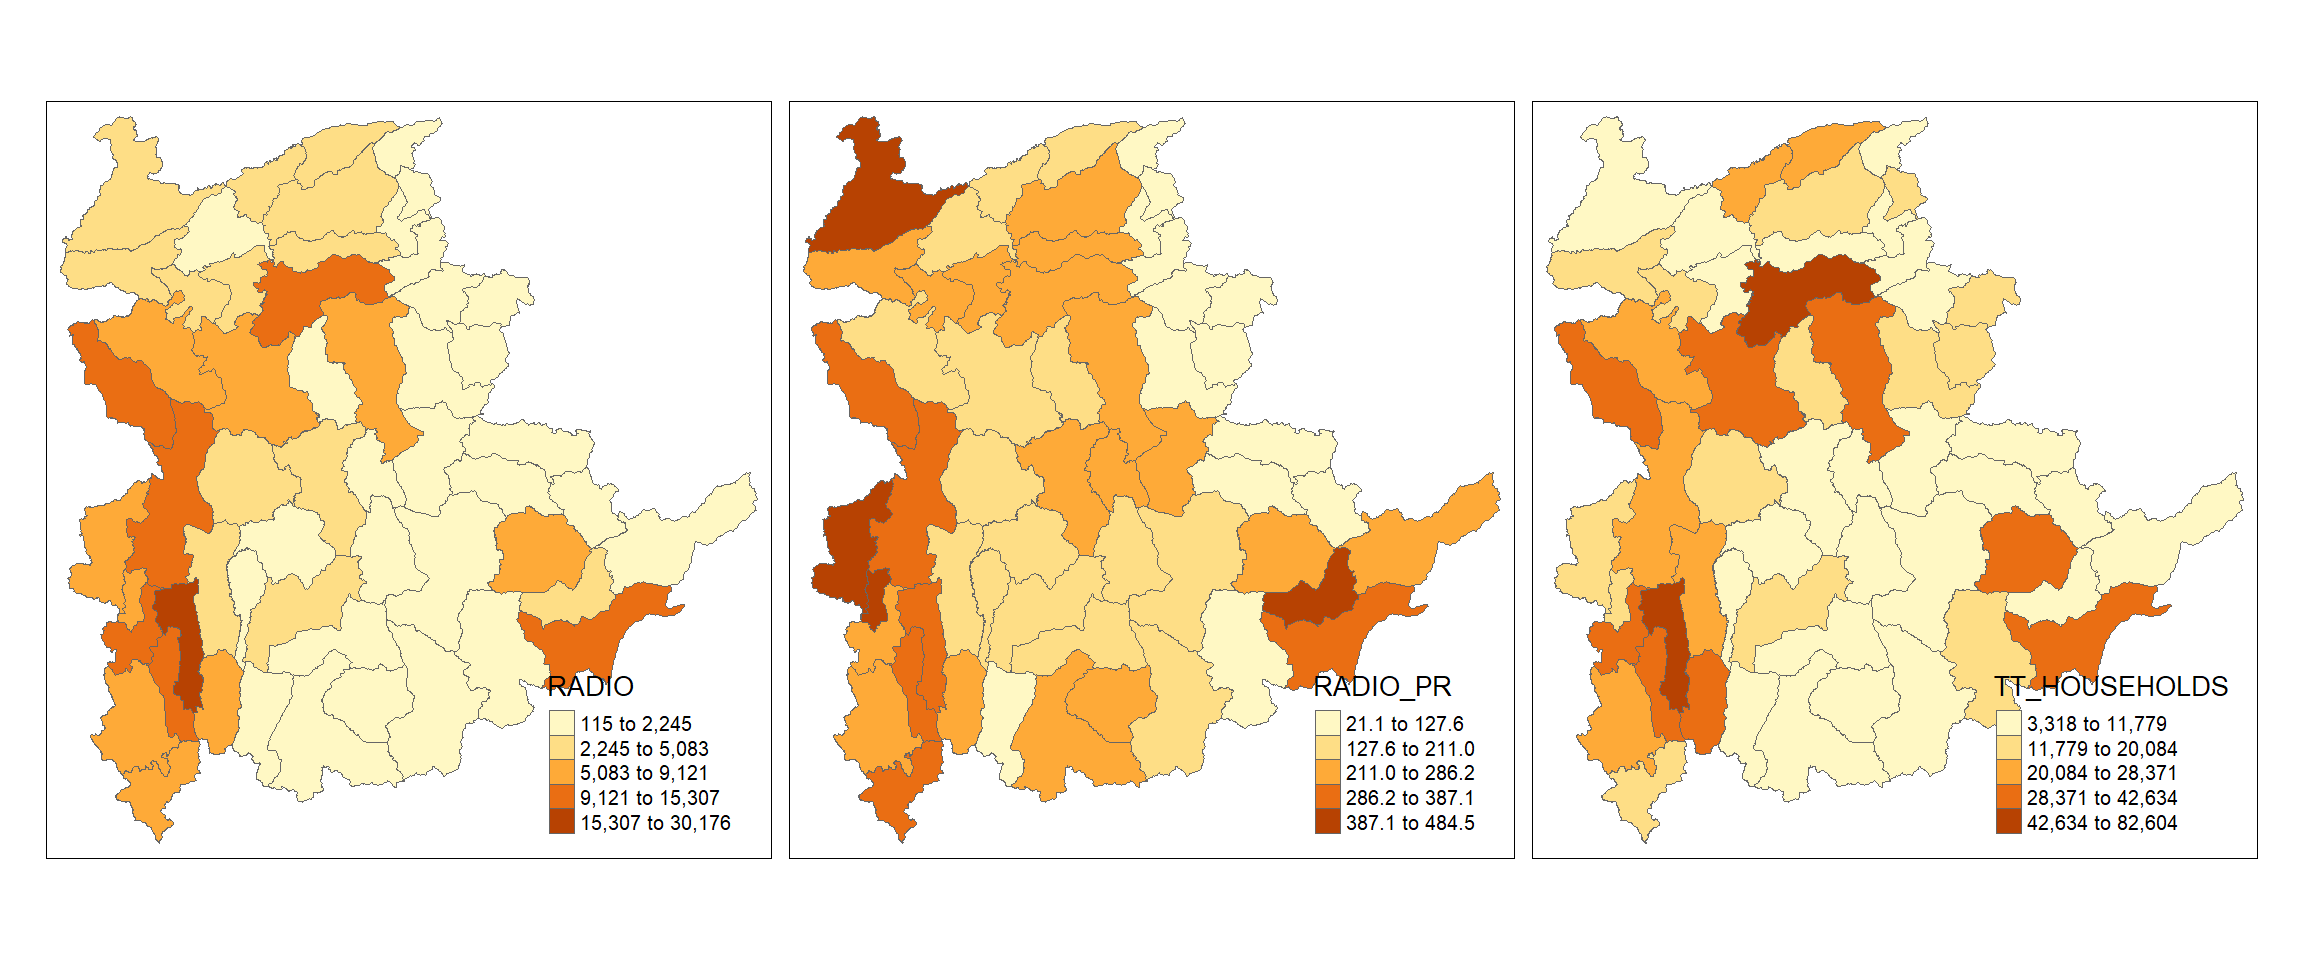 RADIO
115 to 2,245
2,245 to 5,083
5,083 to 9,121
9,121 to 15,307
15,307 to 30,176
RADIO_PR
21.1 to 127.6
127.6 to 211.0
211.0 to 286.2
286.2 to 387.1
387.1 to 484.5
TT_HOUSEHOLDS
3,318 to 11,779
11,779 to 20,084
20,084 to 28,371
28,371 to 42,634
42,634 to 82,604